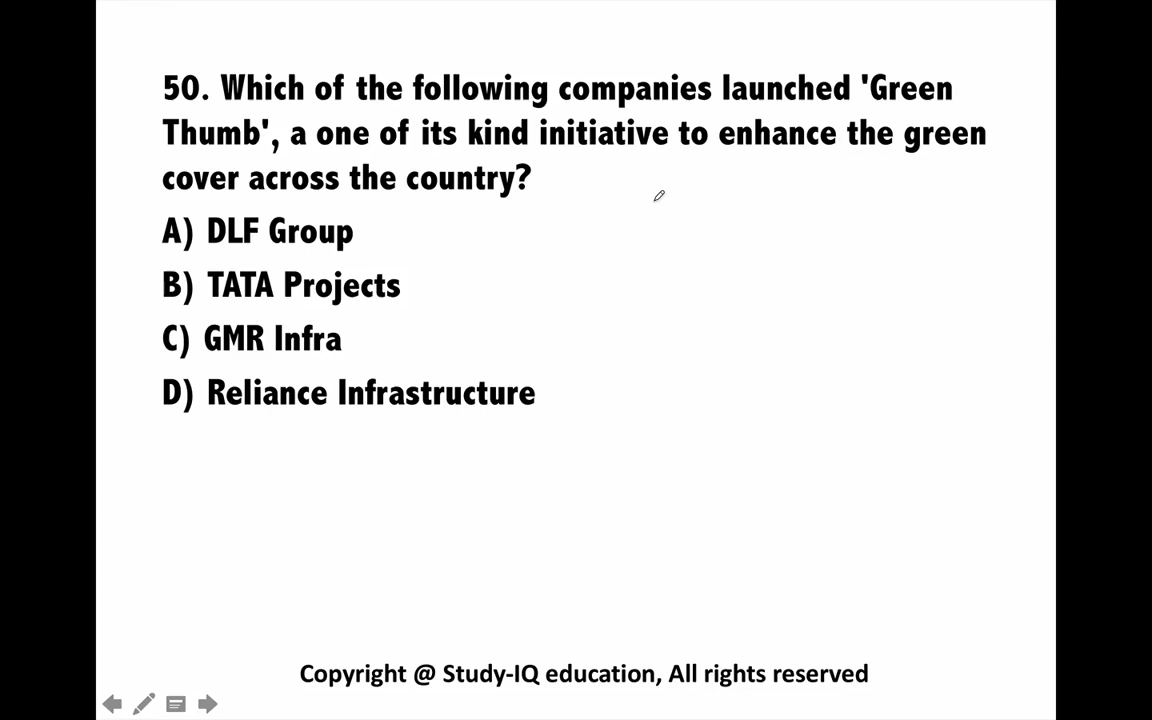 50. Which of the following companies launched 'Green
Thumb', a one of its kind initiative to enhance the green
cover across the country?
A) DLF Group
B) TATA Projects
C) GMR Infra
D) Reliance Infrastructure
Copyright @ Study-IQ education, All rights reserved